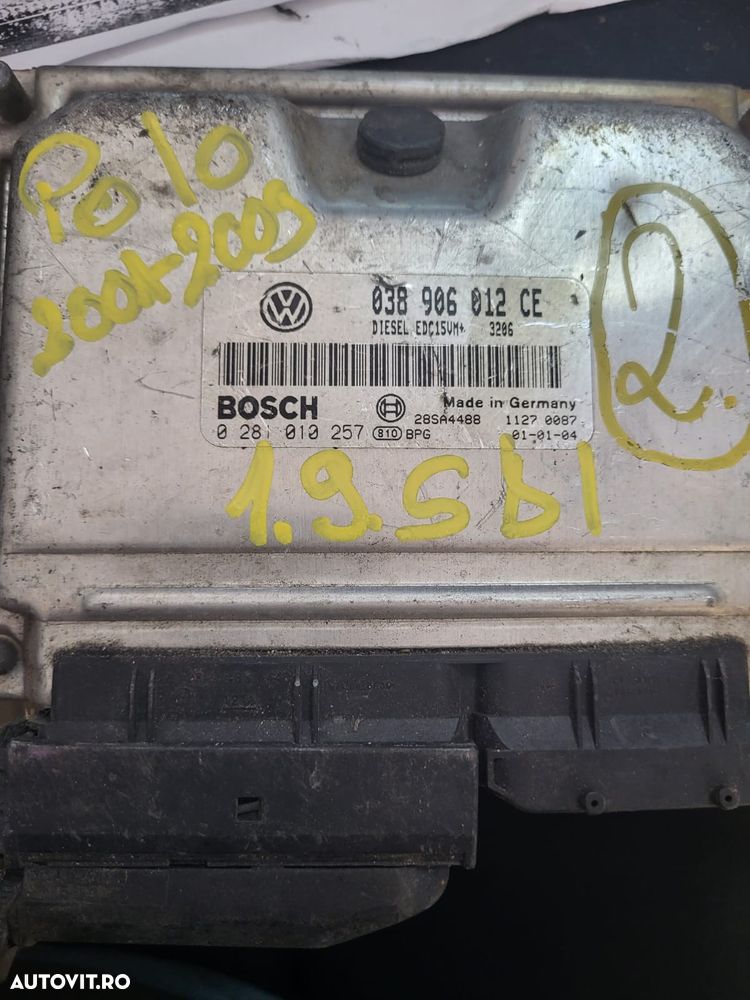 Polo
2001-2009
2.
038 906 012 CE
DIESEL EDC15VM+ 3206
BOSCH
Made in Germany
28SA4488 1127 0087
0 281 010 257 810 BPG 01-01-04
1.9.sdI
AUTOVIT.RO